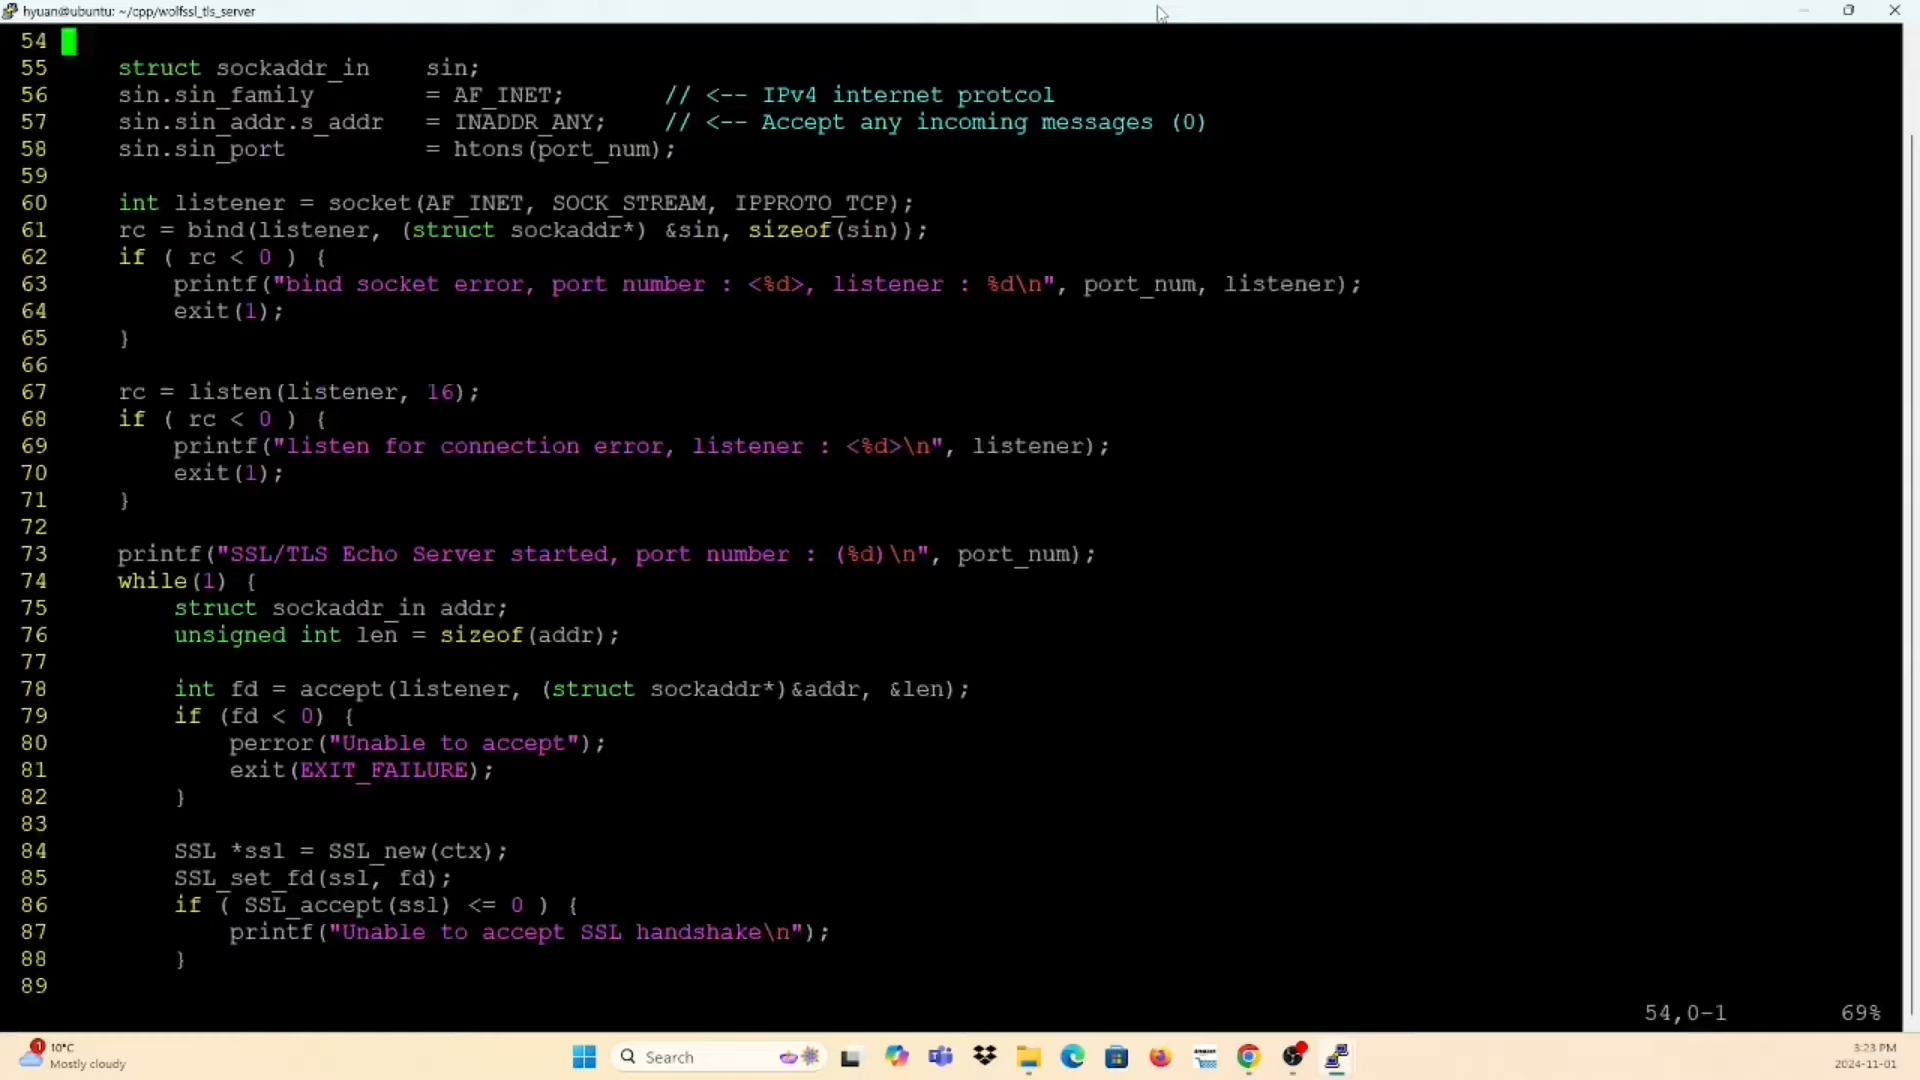 hyuan@ubuntu: ~/cpp/wolfssl_tls_server
54
55     struct sockaddr_in    sin;
56     sin.sin_family        = AF_INET;       // <-- IPv4 internet protcol
57     sin.sin_addr.s_addr   = INADDR_ANY;    // <-- Accept any incoming messages (0)
58     sin.sin_port          = htons(port_num);
59
60     int listener = socket(AF_INET, SOCK_STREAM, IPPROTO_TCP);
61     rc = bind(listener, (struct sockaddr*) &sin, sizeof(sin));
62     if ( rc < 0 ) {
63         printf("bind socket error, port number : <%d>, listener : %d\n", port_num, listener);
64         exit(1);
65     }
66
67     rc = listen(listener, 16);
68     if ( rc < 0 ) {
69         printf("listen for connection error, listener : <%d>\n", listener);
70         exit(1);
71     }
72
73     printf("SSL/TLS Echo Server started, port number : (%d)\n", port_num);
74     while(1) {
75         struct sockaddr_in addr;
76         unsigned int len = sizeof(addr);
77
78         int fd = accept(listener, (struct sockaddr*)&addr, &len);
79         if (fd < 0) {
80             perror("Unable to accept");
81             exit(EXIT_FAILURE);
82         }
83
84         SSL *ssl = SSL_new(ctx);
85         SSL_set_fd(ssl, fd);
86         if ( SSL_accept(ssl) <= 0 ) {
87             printf("Unable to accept SSL handshake\n");
88         }
89
54,0-1          69%
1
10°C
Mostly cloudy
Search
amazon
3:23 PM
2024-11-01